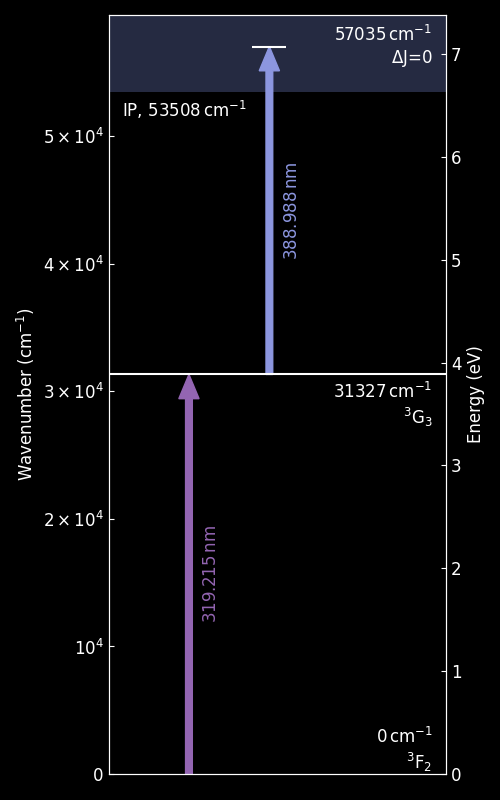 57035 cm⁻¹
ΔJ=0
IP, 53508 cm⁻¹
388.988 nm
31327 cm⁻¹
³G₃
319.215 nm
0 cm⁻¹
³F₂
Wavenumber (cm⁻¹)
5 × 10⁴
4 × 10⁴
3 × 10⁴
2 × 10⁴
10⁴
0
Energy (eV)
7
6
5
4
3
2
1
0